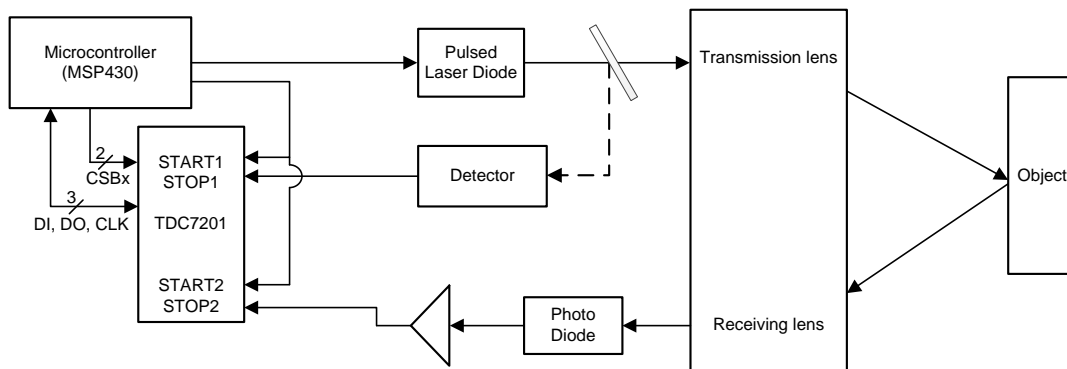 Microcontroller
(MSP430)
Pulsed
Laser Diode
Transmission lens
2
CSBx
3
DI, DO, CLK
START1
STOP1
TDC7201
START2
STOP2
Detector
Object
Photo
Diode
Receiving lens